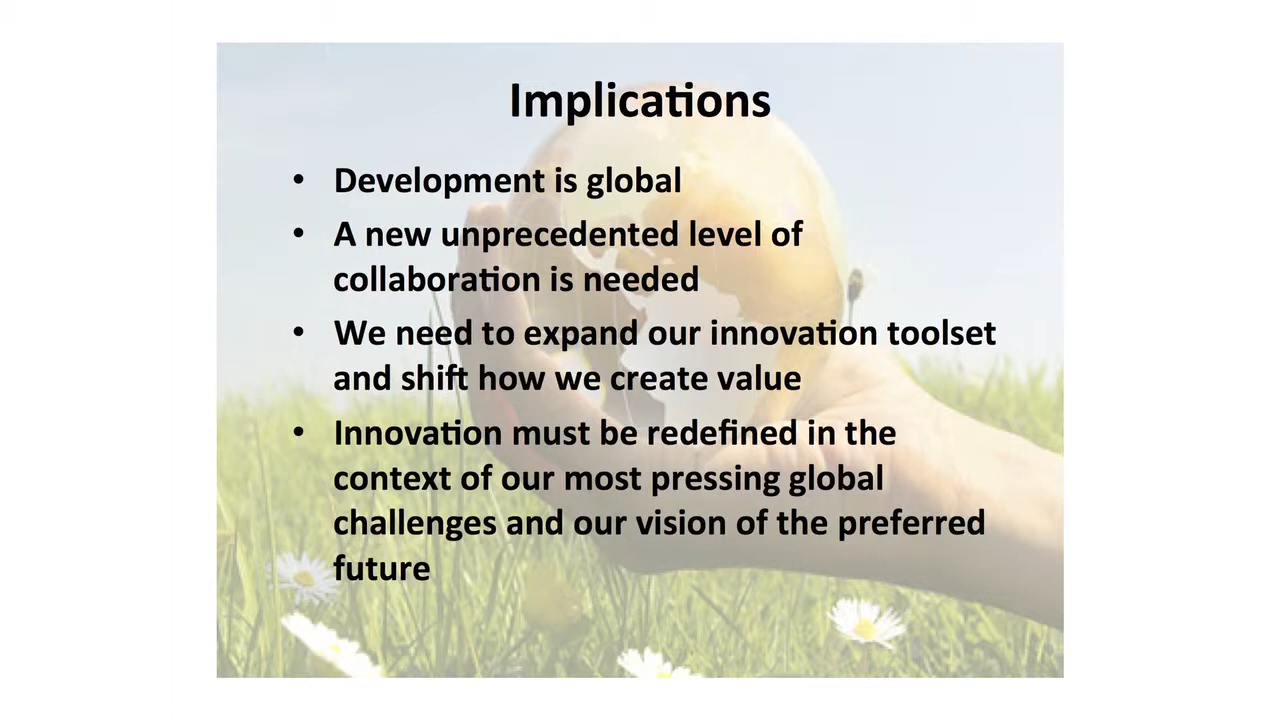 Implications
• Development is global
• A new unprecedented level of
collaboration is needed
• We need to expand our innovation toolset
and shift how we create value
• Innovation must be redefined in the
context of our most pressing global
challenges and our vision of the preferred
future